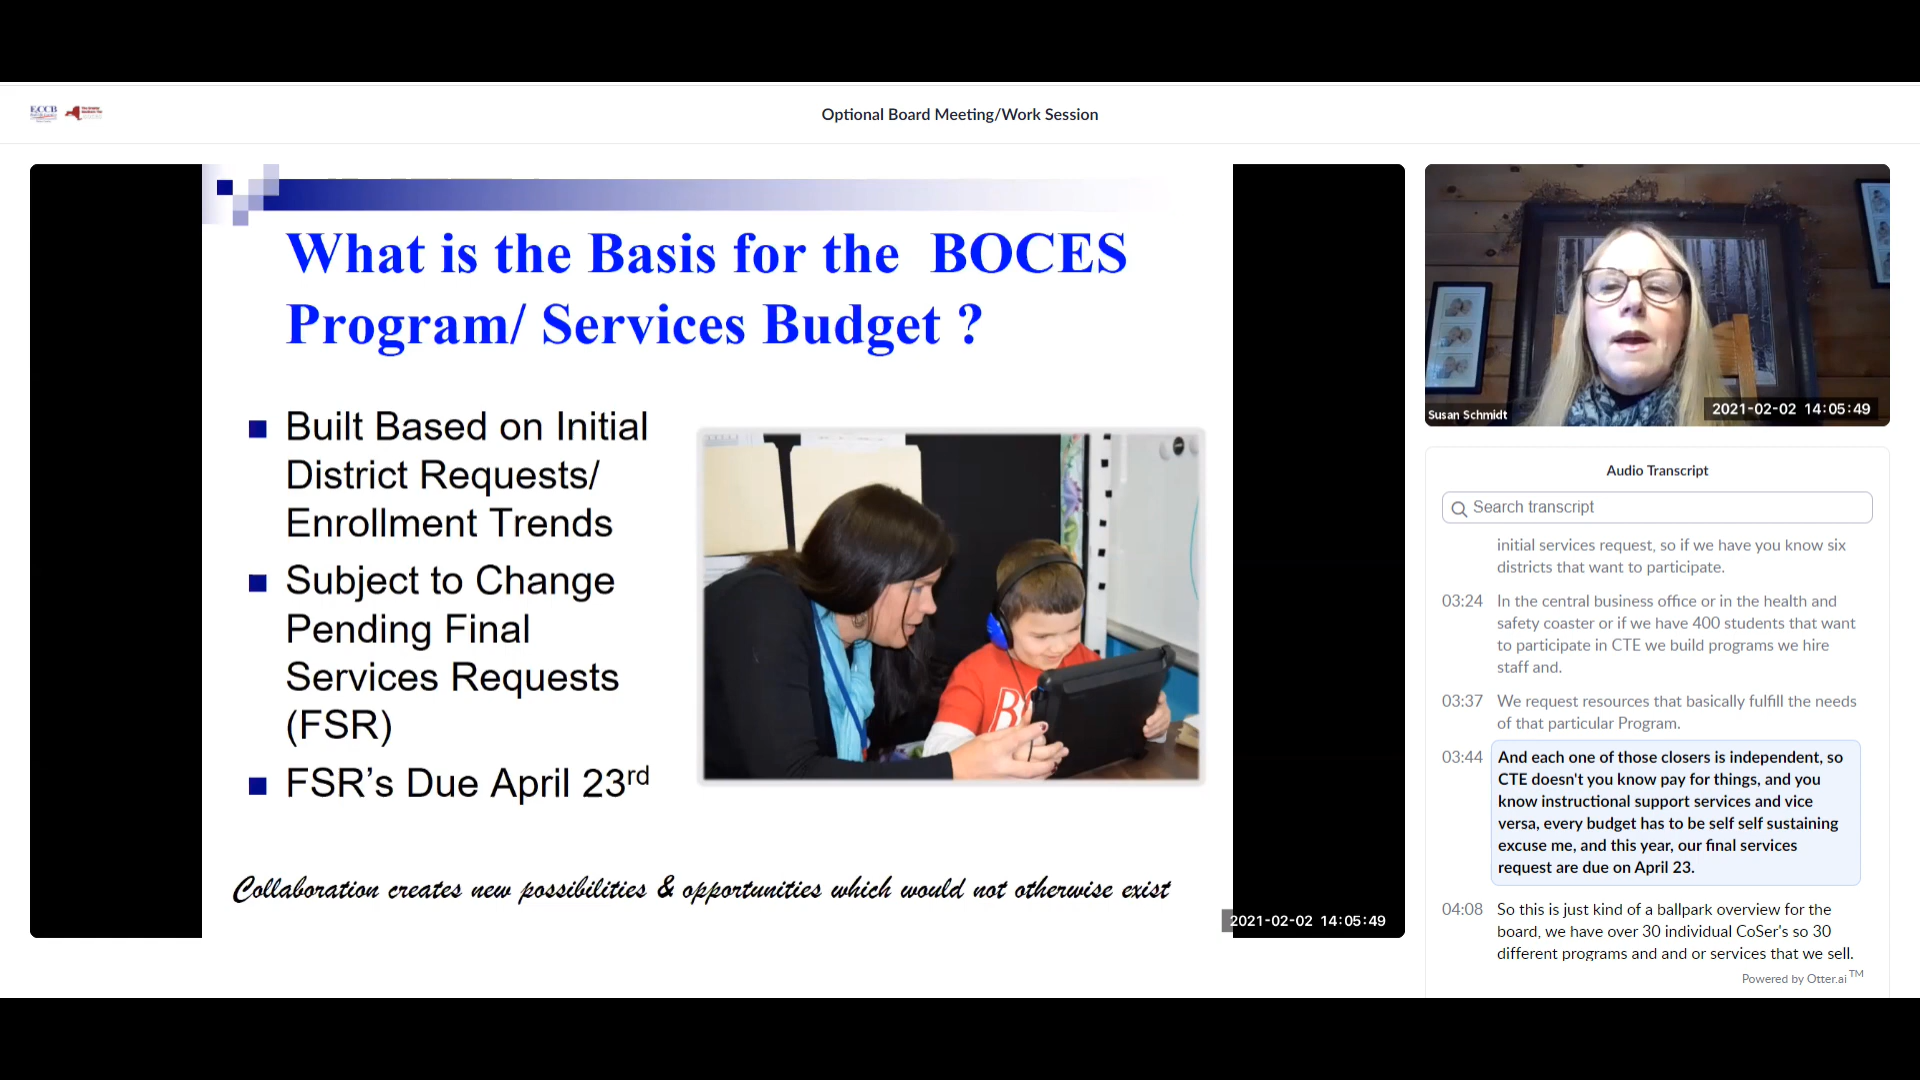 E2CCB
Optional Board Meeting/Work Session
What is the Basis for the BOCES
Program/ Services Budget ?
Built Based on Initial
District Requests/
Enrollment Trends
Subject to Change
Pending Final
Services Requests
(FSR)
FSR's Due April 23rd
Collaboration creates new possibilities & opportunities which would not otherwise exist
2021-02-02 14:05:49
Susan Schmidt
2021-02-02 14:05:49
Audio Transcript
Search transcript
initial services request, so if we have you know six
districts that want to participate.
03:24 In the central business office or in the health and
safety coaster or if we have 400 students that want
to participate in CTE we build programs we hire
staff and.
03:37 We request resources that basically fulfill the needs
of that particular Program.
03:44 And each one of those closers is independent, so
CTE doesn't you know pay for things, and you
know instructional support services and vice
versa, every budget has to be self self sustaining
excuse me, and this year, our final services
request are due on April 23.
04:08 So this is just kind of a ballpark overview for the
board, we have over 30 individual CoSer's so 30
different programs and and or services that we sell.
Powered by Otter.ai TM